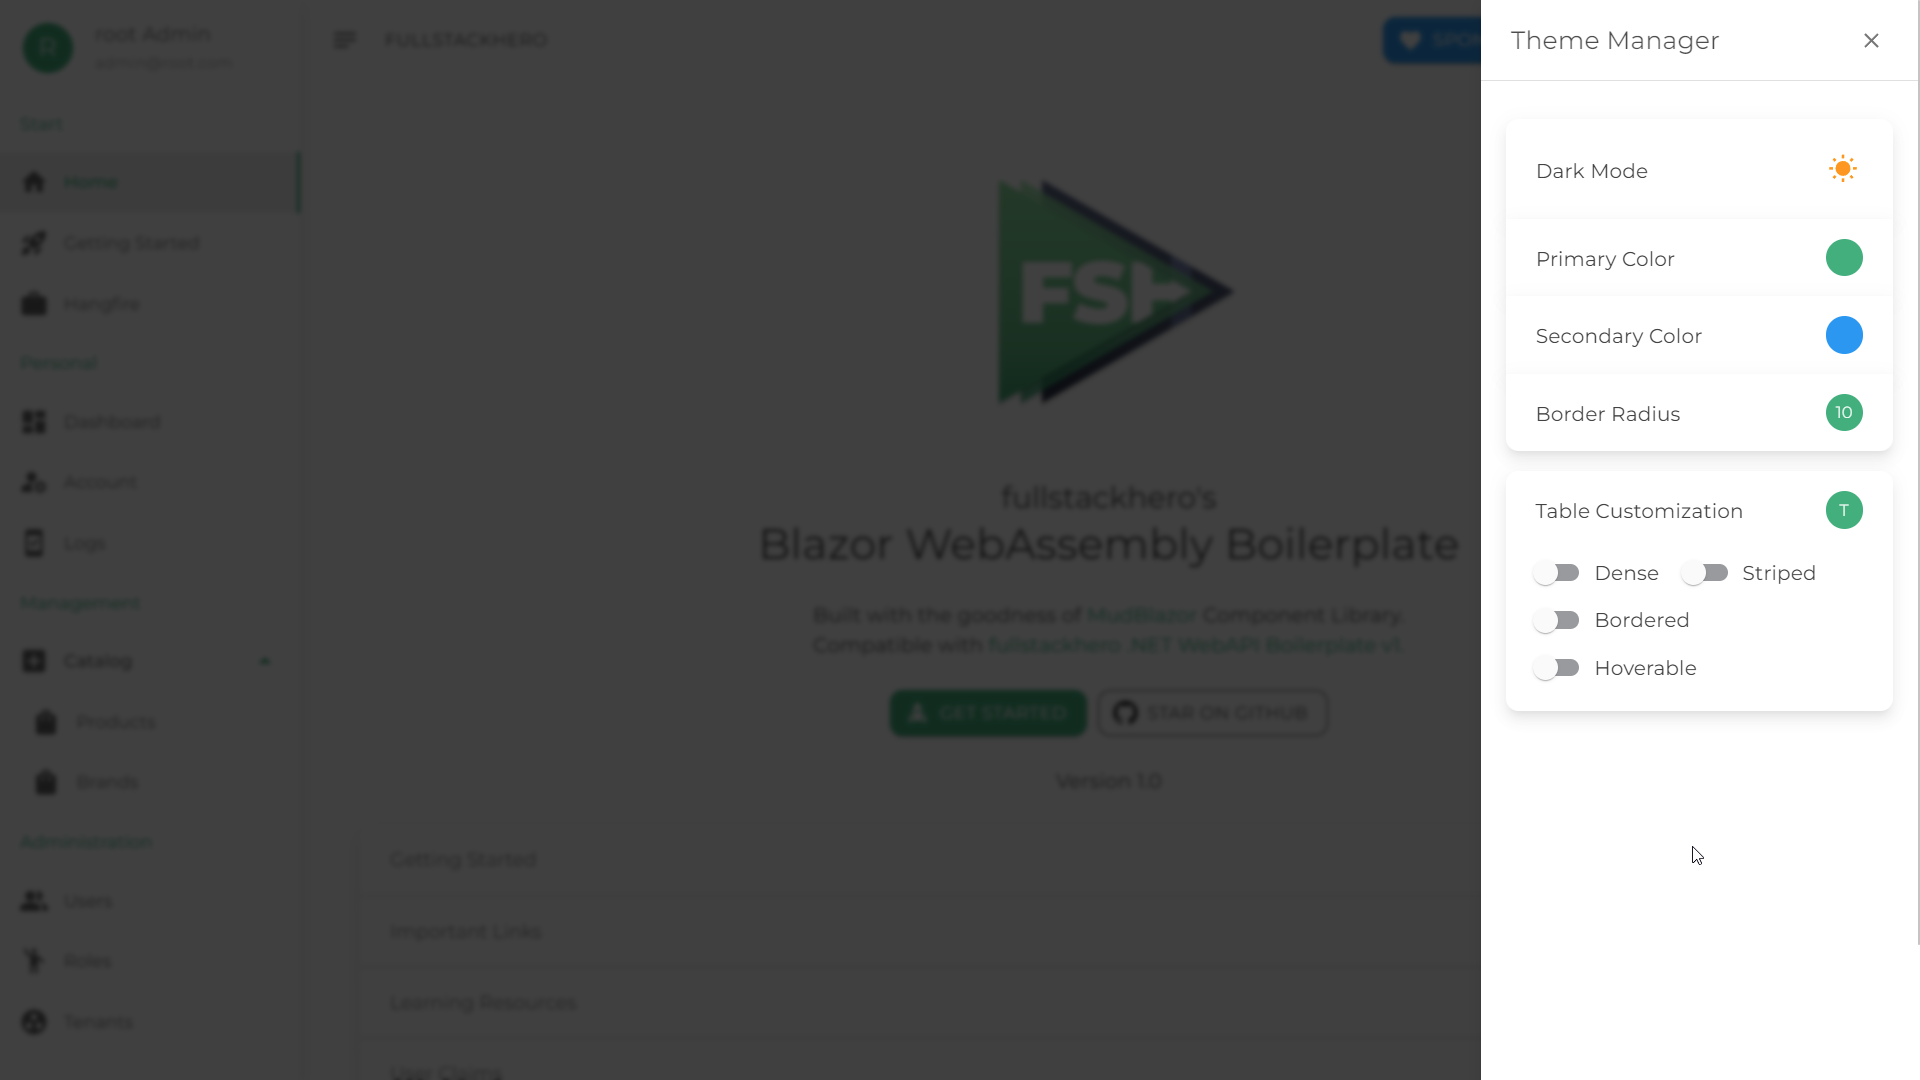 R
root Admin
admin@root.com
Start
Home
Getting Started
Hangfire
Personal
Dashboard
Account
Logs
Management
Catalog
Products
Brands
Administration
Users
Roles
Tenants
FULLSTACKHERO
FSH
fullstackhero's
Blazor WebAssembly Boilerplate
Built with the goodness of MudBlazor Component Library.
Compatible with fullstackhero .NET WebAPI Boilerplate v1.
GET STARTED
STAR ON GITHUB
Version 1.0
Getting Started
Important Links
Learning Resources
User Claims
Theme Manager
Dark Mode
Primary Color
Secondary Color
Border Radius
10
Table Customization
T
Dense
Striped
Bordered
Hoverable